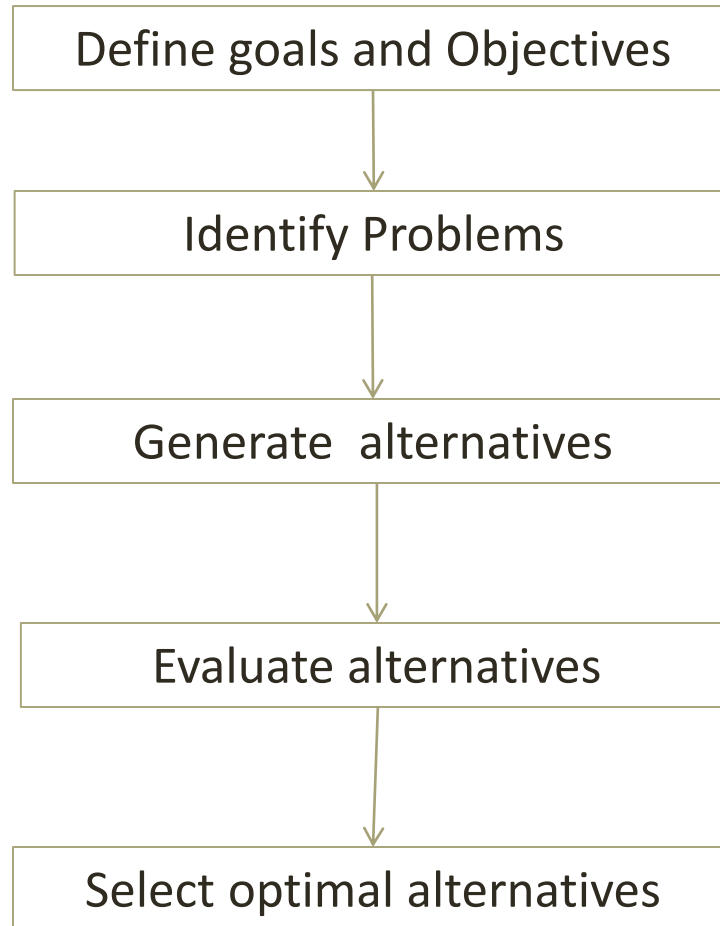 Define goals and Objectives
Identify Problems
Generate  alternatives
Evaluate alternatives
Select optimal alternatives